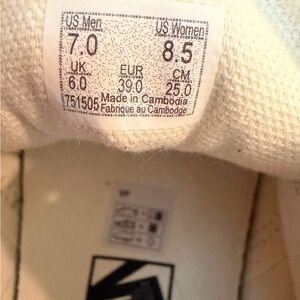 US Men US Women
7.0 8.5
UK EUR CM
6.0 39.0 25.0
751505 Made in Cambodia
Fabrique au Cambodge